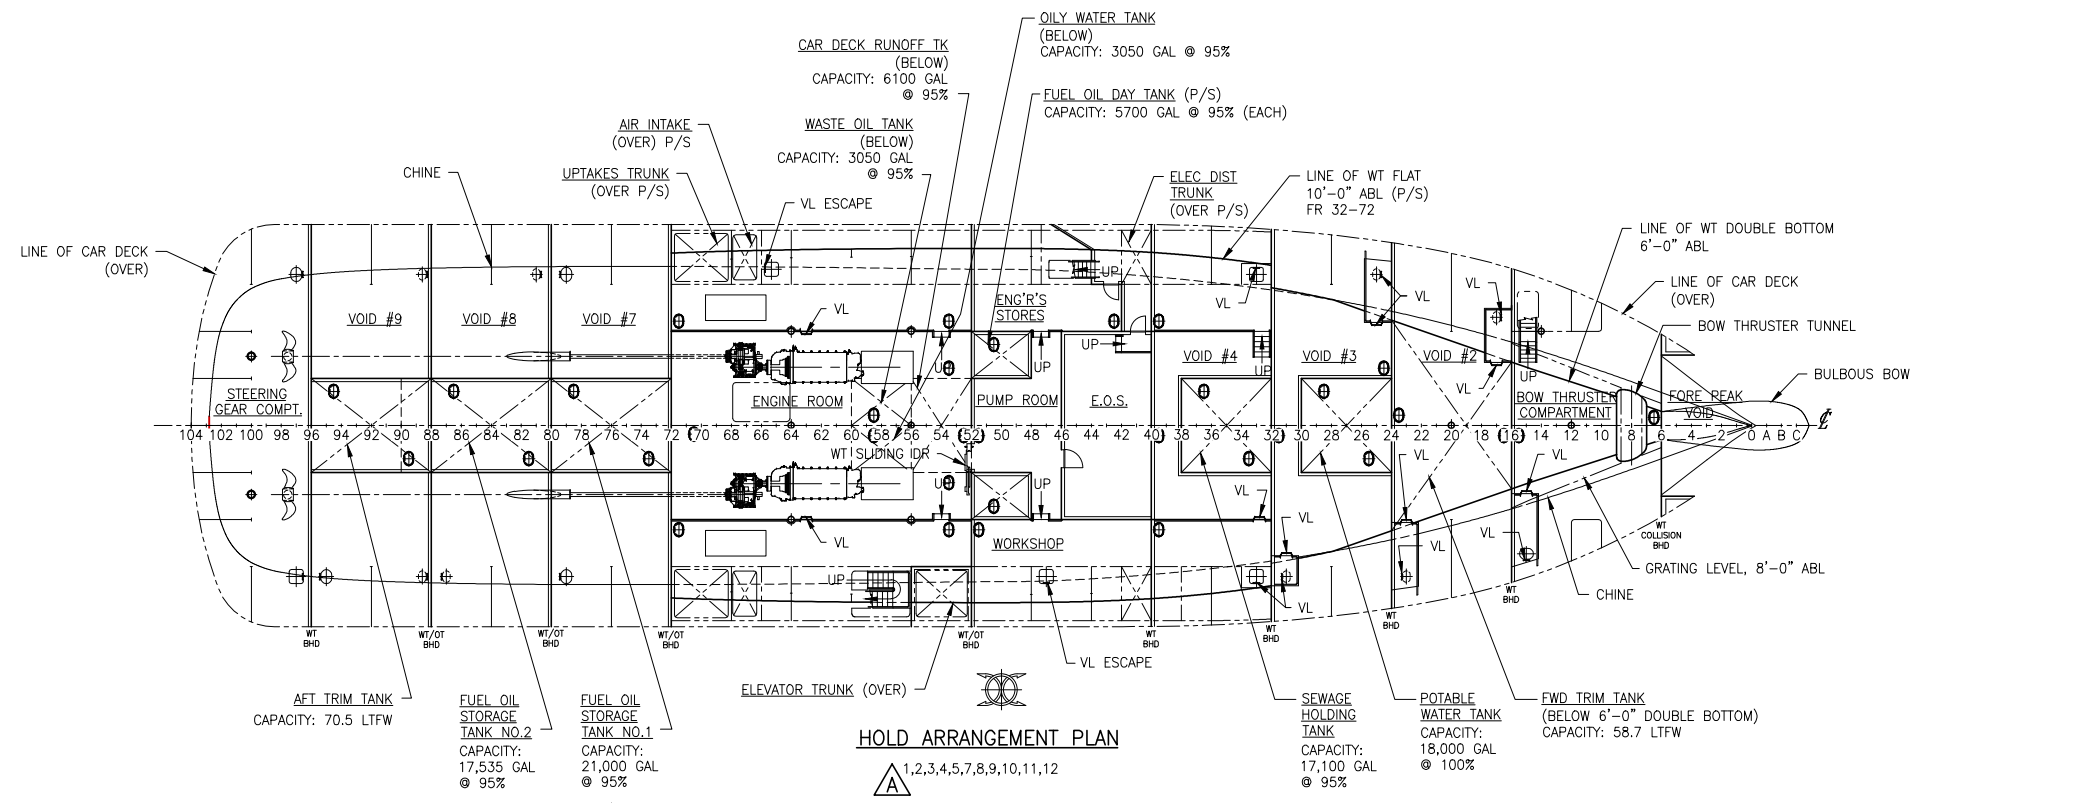 OILY WATER TANK
(BELOW)
CAPACITY: 3050 GAL @ 95%
CAR DECK RUNOFF TK
(BELOW)
CAPACITY: 6100 GAL
@ 95%
FUEL OIL DAY TANK (P/S)
CAPACITY: 5700 GAL @ 95% (EACH)
AIR INTAKE
(OVER) P/S
WASTE OIL TANK
(BELOW)
CAPACITY: 3050 GAL
@ 95%
CHINE
UPTAKES TRUNK
(OVER P/S)
VL ESCAPE
ELEC DIST
TRUNK
(OVER P/S)
LINE OF WT FLAT
10'-0" ABL (P/S)
FR 32-72
LINE OF WT DOUBLE BOTTOM
6'-0" ABL
LINE OF CAR DECK
(OVER)
LINE OF CAR DECK
(OVER)
BOW THRUSTER TUNNEL
BULBOUS BOW
UP
VL
VL
VL
VL
ENG'R'S
STORES
VOID #9
VOID #8
VOID #7
UP
UP
UP
VOID #4
UP
VOID #3
VOID #2
VL
UP
STEERING
GEAR COMPT.
ENGINE ROOM
PUMP ROOM
E.O.S.
BOW THRUSTER
COMPARTMENT
FORE PEAK
VOID
104 102 100 98 96 94 92 90 88 86 84 82 80 78 76 74 72 70 68 66 64 62 60 58 56 54 52 50 48 46 44 42 40 38 36 34 32 30 28 26 24 22 20 18 16 14 12 10 8 6 4 2 0 A B C
WT SLIDING IDR
VL
VL
UP
UP
VL
VL
VL
WORKSHOP
VL
VL
WT
COLLISION
BHD
UP
GRATING LEVEL, 8'-0" ABL
CHINE
VL
WT
BHD
WT/OT
BHD
WT/OT
BHD
WT/OT
BHD
WT/OT
BHD
WT
BHD
WT
BHD
WT
BHD
WT
BHD
VL ESCAPE
ELEVATOR TRUNK (OVER)
AFT TRIM TANK
CAPACITY: 70.5 LTFW
FUEL OIL
STORAGE
TANK NO.2
CAPACITY:
17,535 GAL
@ 95%
FUEL OIL
STORAGE
TANK NO.1
CAPACITY:
21,000 GAL
@ 95%
SEWAGE
HOLDING
TANK
CAPACITY:
17,100 GAL
@ 95%
POTABLE
WATER TANK
CAPACITY:
18,000 GAL
@ 100%
FWD TRIM TANK
(BELOW 6'-0" DOUBLE BOTTOM)
CAPACITY: 58.7 LTFW
HOLD ARRANGEMENT PLAN
A 1,2,3,4,5,7,8,9,10,11,12